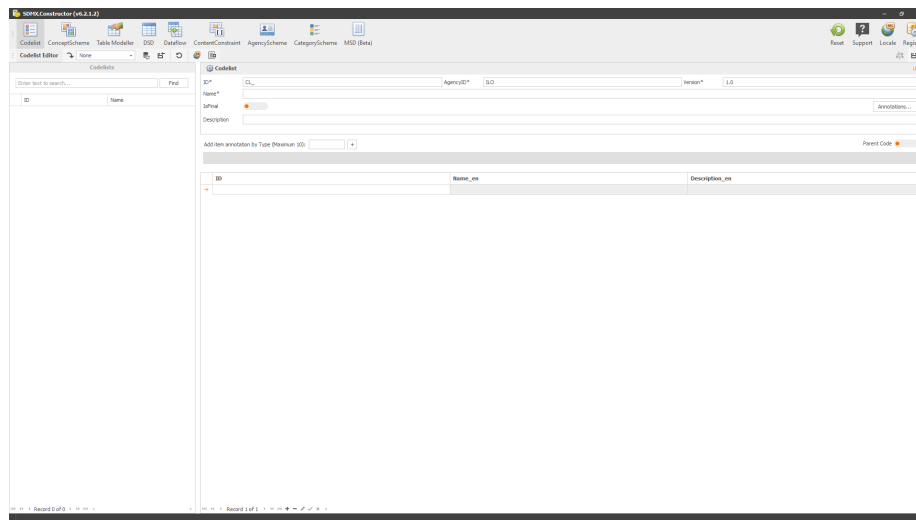 SDMX.Constructor (v6.2.1.2)
Codelist ConceptScheme Table Modeller DSD Dataflow ContentConstraint AgencyScheme CategoryScheme MSD (Beta) Reset Support Locale
Codelist Editor None
Codelists
Codelist
Enter text to search... Find
ID* CL_ AgencyID* ILO Version* 1.0
Name*
ID Name
IsFinal Annotations...
Description
Add item annotation by Type (Maximum 10): + Parent Code
ID Name_en Description_en
Record 0 of 0 Record 1 of 1